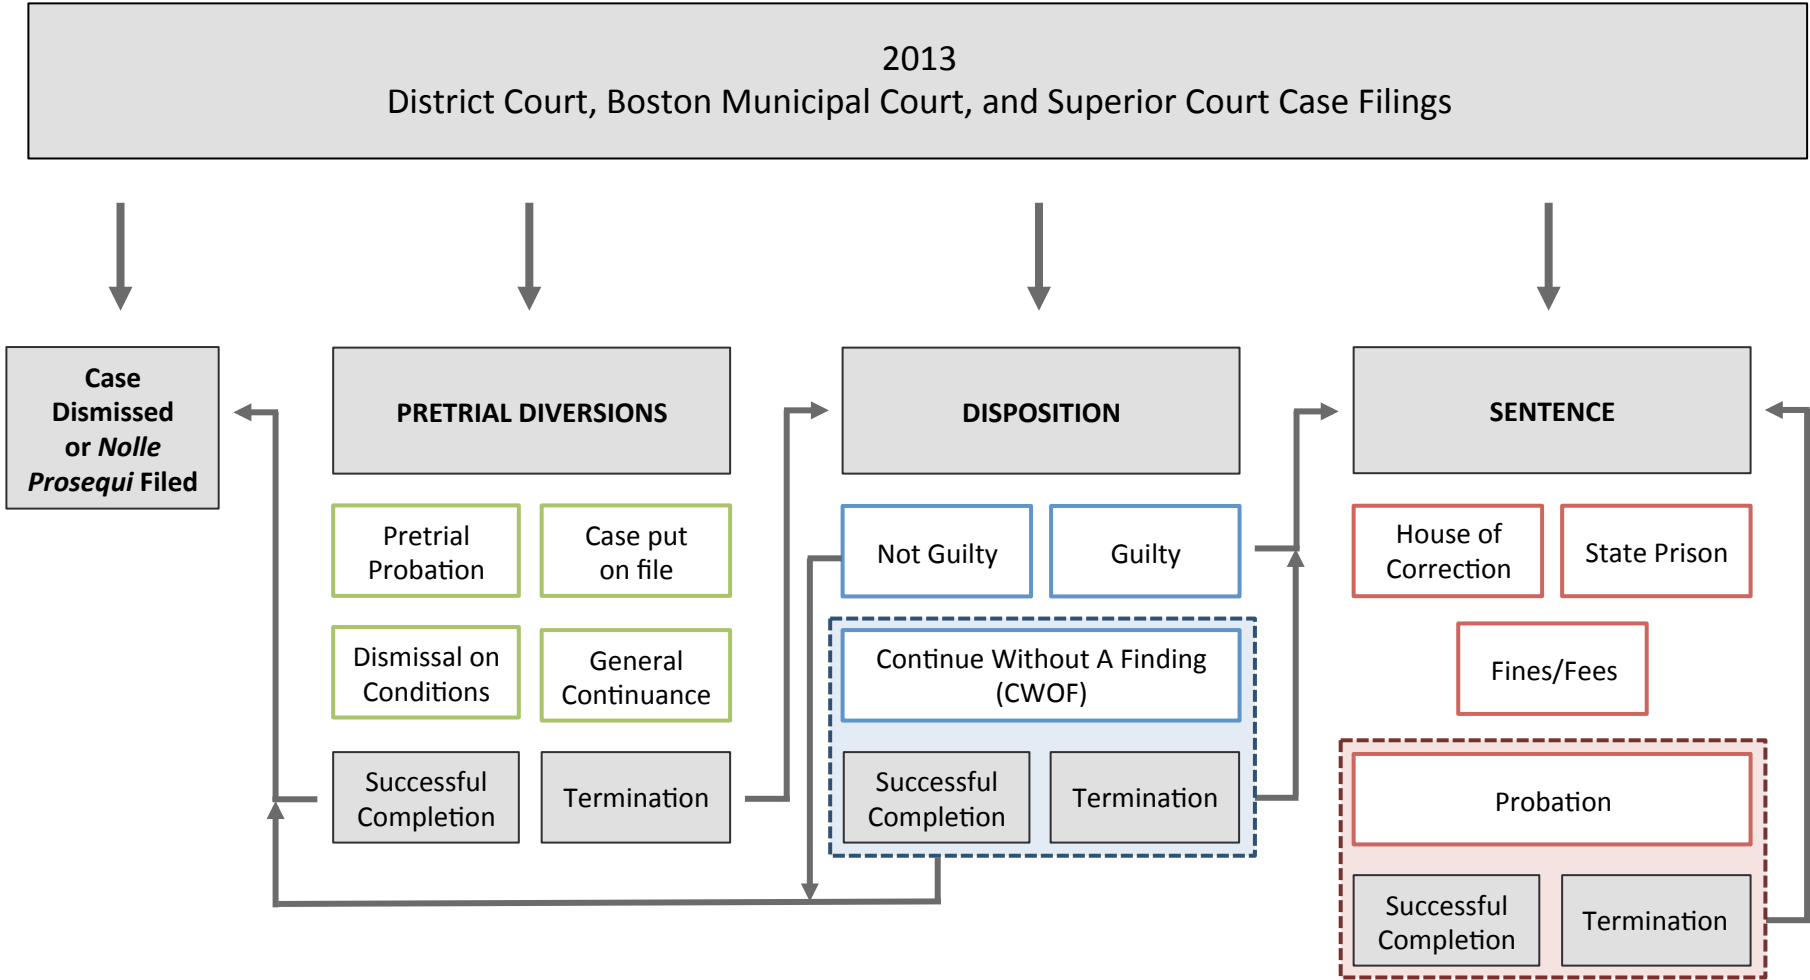 2013
District Court, Boston Municipal Court, and Superior Court Case Filings
Case
Dismissed
or Nolle
Prosequi Filed
PRETRIAL DIVERSIONS
DISPOSITION
SENTENCE
Pretrial
Probation
Case put
on file
Dismissal on
Conditions
General
Continuance
Successful
Completion
Termination
Not Guilty
Guilty
Continue Without A Finding
(CWOF)
Successful
Completion
Termination
House of
Correction
State Prison
Fines/Fees
Probation
Successful
Completion
Termination